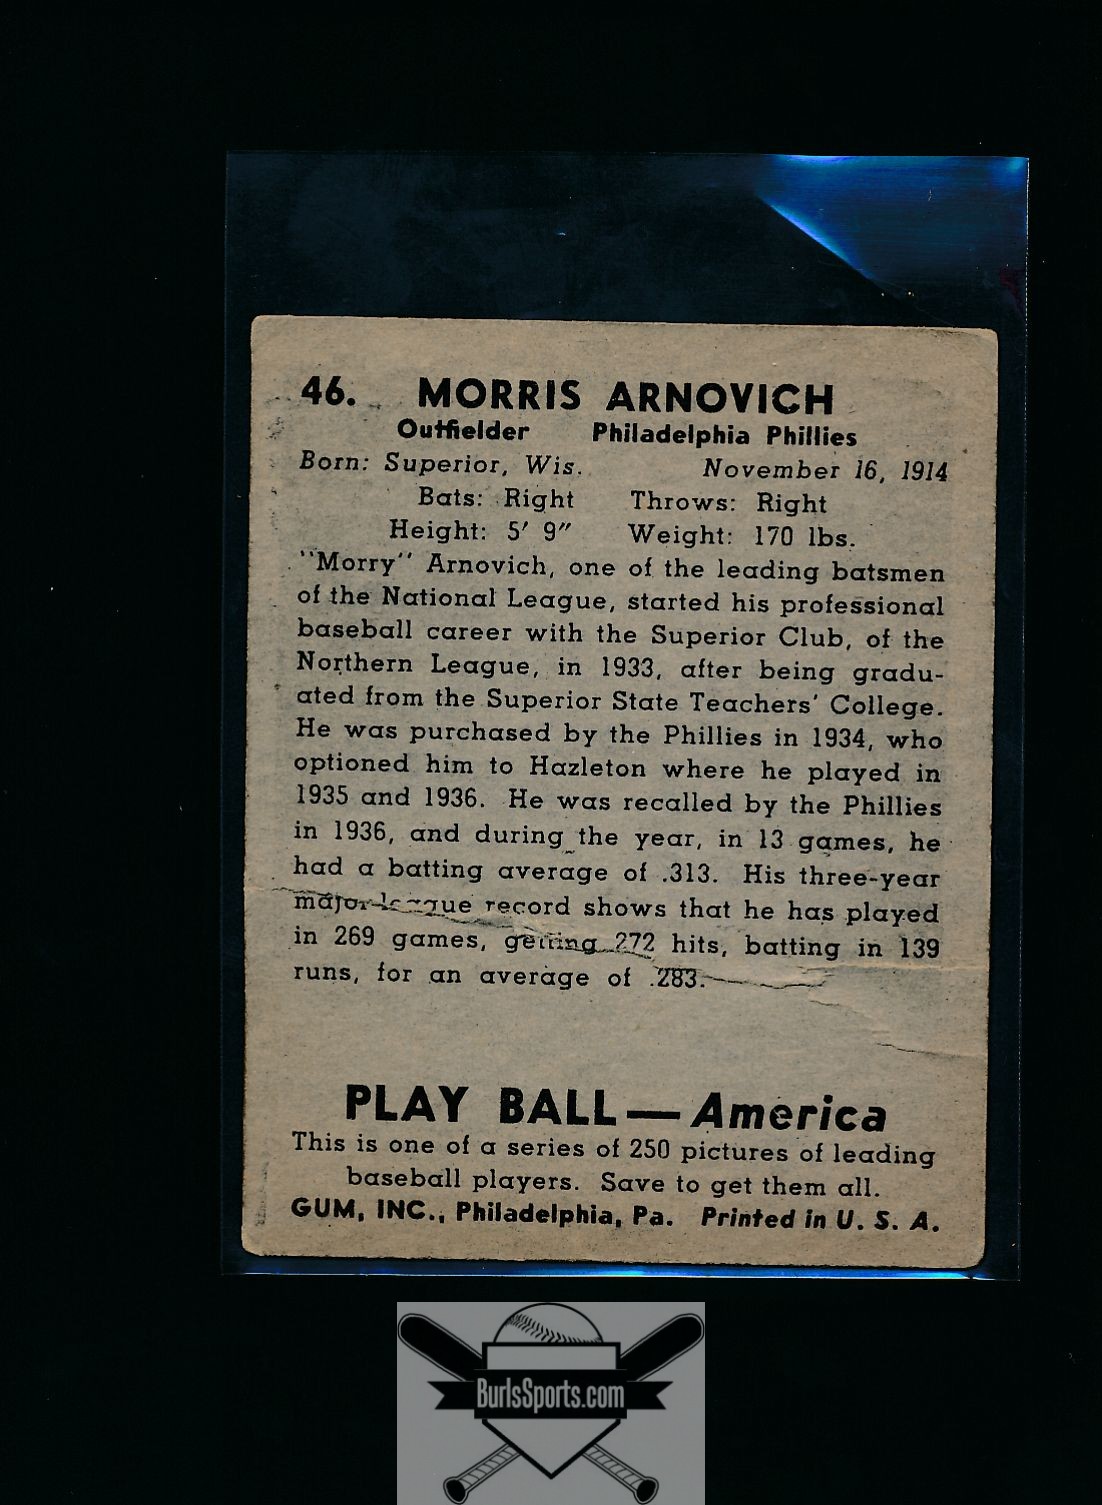 46. MORRIS ARNOVICH
Outfielder Philadelphia Phillies
Born: Superior, Wis. November 16, 1914
Bats: Right Throws: Right
Height: 5′ 9″ Weight: 170 lbs.
"Morry" Arnovich, one of the leading batsmen
of the National League, started his professional
baseball career with the Superior Club, of the
Northern League, in 1933, after being gradu-
ated from the Superior State Teachers' College.
He was purchased by the Phillies in 1934, who
optioned him to Hazleton where he played in
1935 and 1936. He was recalled by the Phillies
in 1936, and during the year, in 13 games, he
had a batting average of .313. His three-year
major-league record shows that he has played
in 269 games, getting 272 hits, batting in 139
runs, for an average of .283.
PLAY BALL—America
This is one of a series of 250 pictures of leading
baseball players. Save to get them all.
GUM, INC., Philadelphia, Pa. Printed in U. S. A.
BurlsSports.com